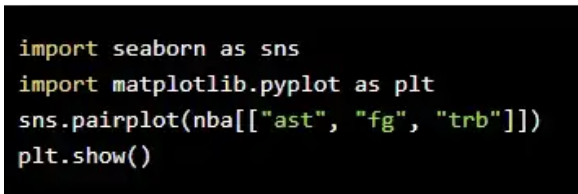 import seaborn as sns
import matplotlib.pyplot as plt
sns.pairplot(nba[["ast", "fg", "trb"]])
plt.show()